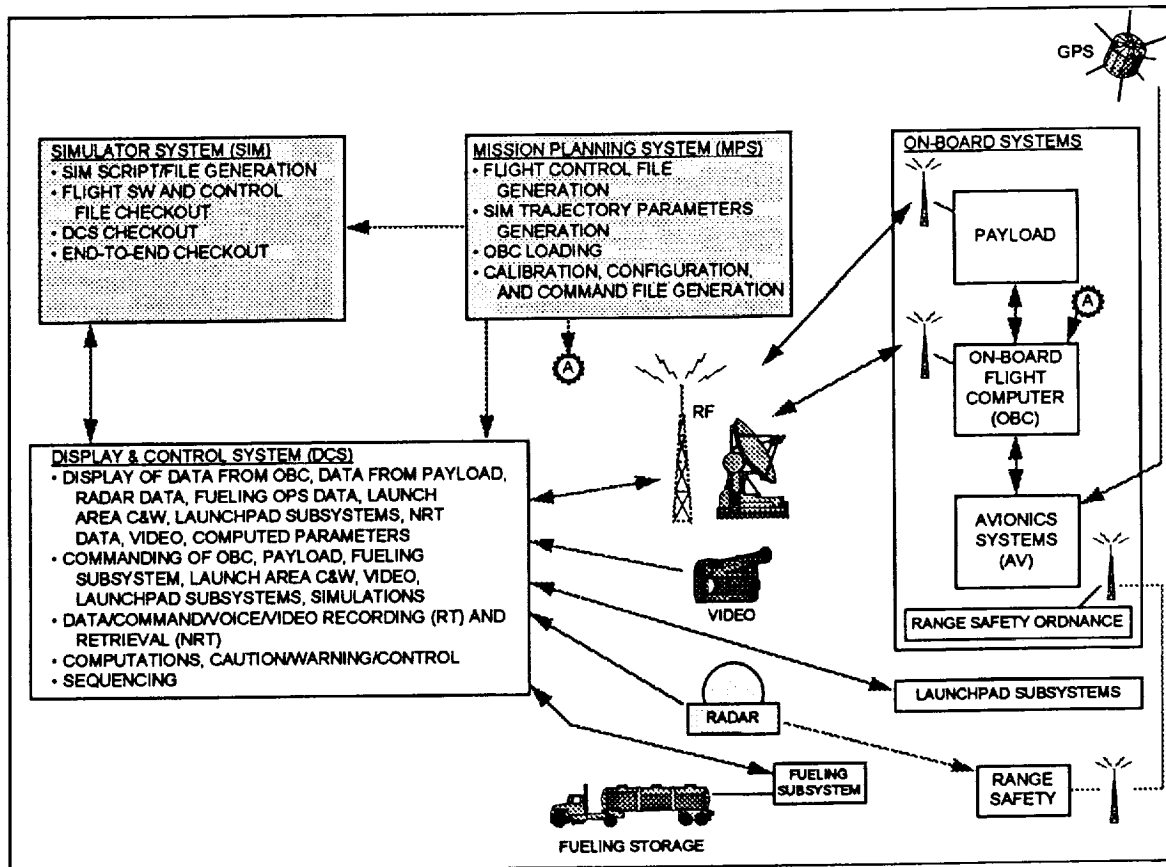 GPS
SIMULATOR SYSTEM (SIM)
• SIM SCRIPT/FILE GENERATION
• FLIGHT SW AND CONTROL
FILE CHECKOUT
• DCS CHECKOUT
• END-TO-END CHECKOUT
MISSION PLANNING SYSTEM (MPS)
• FLIGHT CONTROL FILE
GENERATION
• SIM TRAJECTORY PARAMETERS
GENERATION
• OBC LOADING
• CALIBRATION, CONFIGURATION,
AND COMMAND FILE GENERATION
A
ON-BOARD SYSTEMS
PAYLOAD
A
ON-BOARD
FLIGHT
COMPUTER
(OBC)
AVIONICS
SYSTEMS
(AV)
RANGE SAFETY ORDNANCE
RF
DISPLAY & CONTROL SYSTEM (DCS)
• DISPLAY OF DATA FROM OBC, DATA FROM PAYLOAD,
RADAR DATA, FUELING OPS DATA, LAUNCH
AREA C&W, LAUNCHPAD SUBSYSTEMS, NRT
DATA, VIDEO, COMPUTED PARAMETERS
• COMMANDING OF OBC, PAYLOAD, FUELING
SUBSYSTEM, LAUNCH AREA C&W, VIDEO,
LAUNCHPAD SUBSYSTEMS, SIMULATIONS
• DATA/COMMAND/VOICE/VIDEO RECORDING (RT) AND
RETRIEVAL (NRT)
• COMPUTATIONS, CAUTION/WARNING/CONTROL
• SEQUENCING
VIDEO
LAUNCHPAD SUBSYSTEMS
RADAR
FUELING
SUBSYSTEM
RANGE
SAFETY
FUELING STORAGE